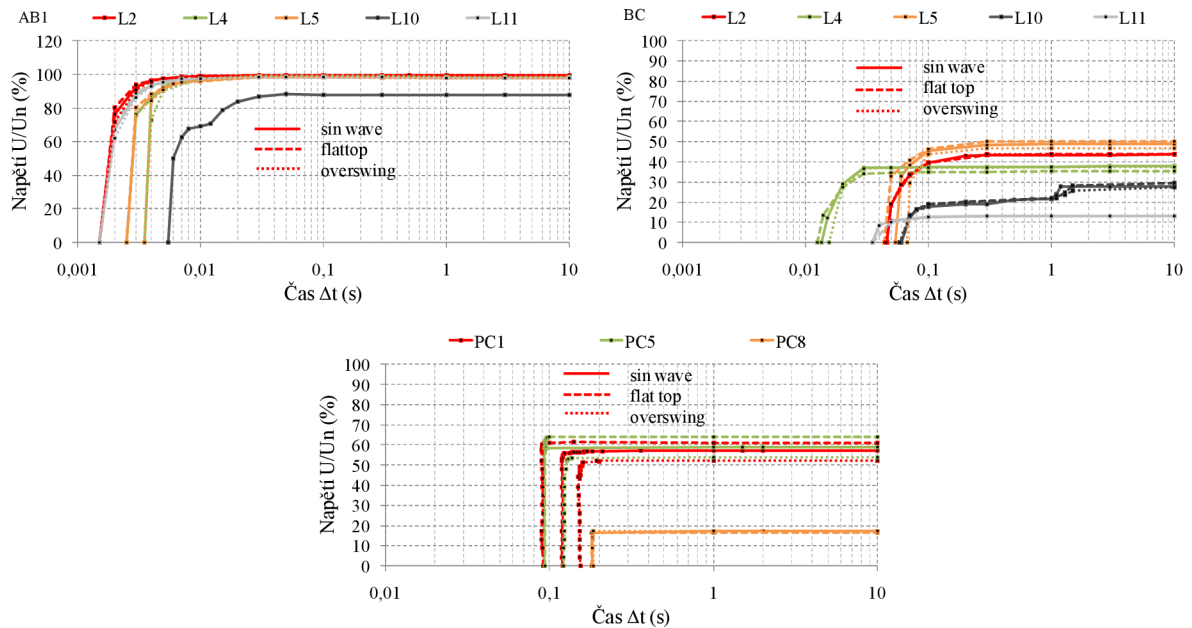 AB1
L2 L4 L5 L10 L11
Napětí U/Un (%)
120
100
80
60
40
20
0
sin wave
flattop
overswing
0,001 0,01 0,1 1 10
Čas Δt (s)
BC
L2 L4 L5 L10 L11
Napětí U/Un (%)
100
90
80
70
60
50
40
30
20
10
0
sin wave
flat top
overswing
0,001 0,01 0,1 1 10
Čas Δt (s)
PC1 PC5 PC8
Napětí U/Un (%)
100
90
80
70
60
50
40
30
20
10
0
sin wave
flat top
overswing
0,01 0,1 1 10
Čas Δt (s)